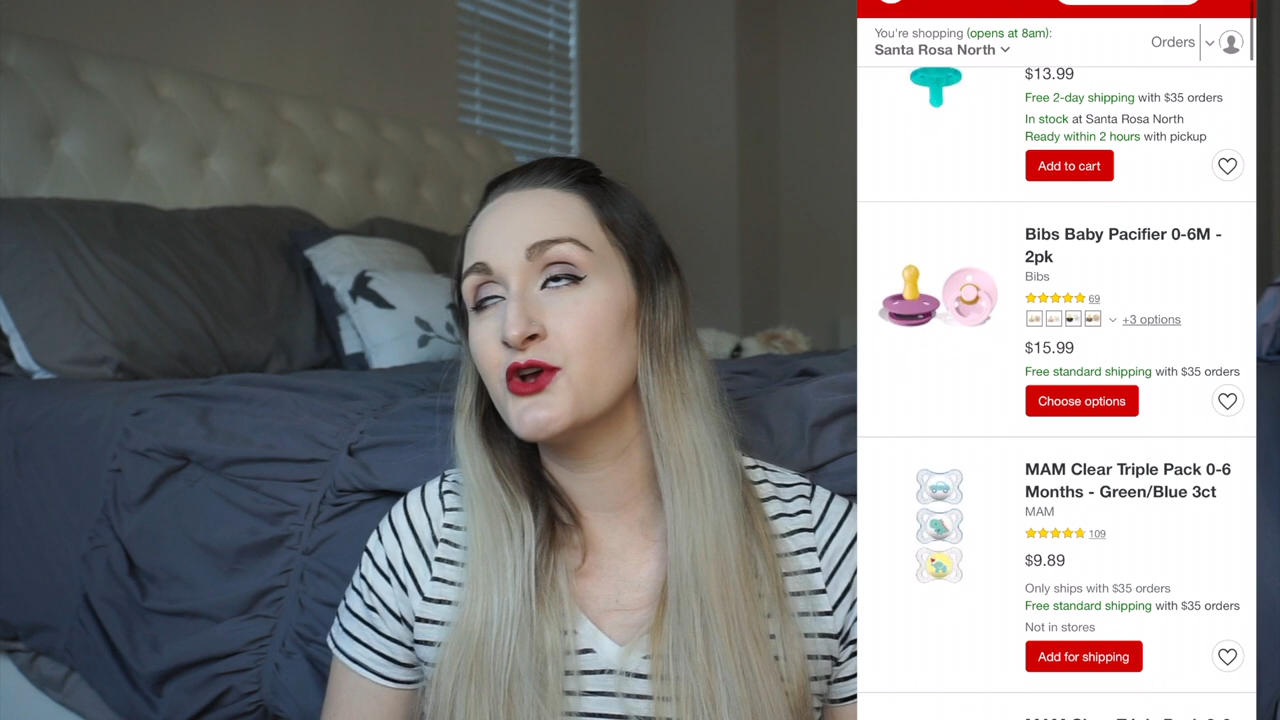 You're shopping (opens at 8am):
Santa Rosa North
Orders
$13.99
Free 2-day shipping with $35 orders
In stock at Santa Rosa North
Ready within 2 hours with pickup
Add to cart
Bibs Baby Pacifier 0-6M -
2pk
Bibs
69
+3 options
$15.99
Free standard shipping with $35 orders
Choose options
MAM Clear Triple Pack 0-6
Months - Green/Blue 3ct
MAM
109
$9.89
Only ships with $35 orders
Free standard shipping with $35 orders
Not in stores
Add for shipping